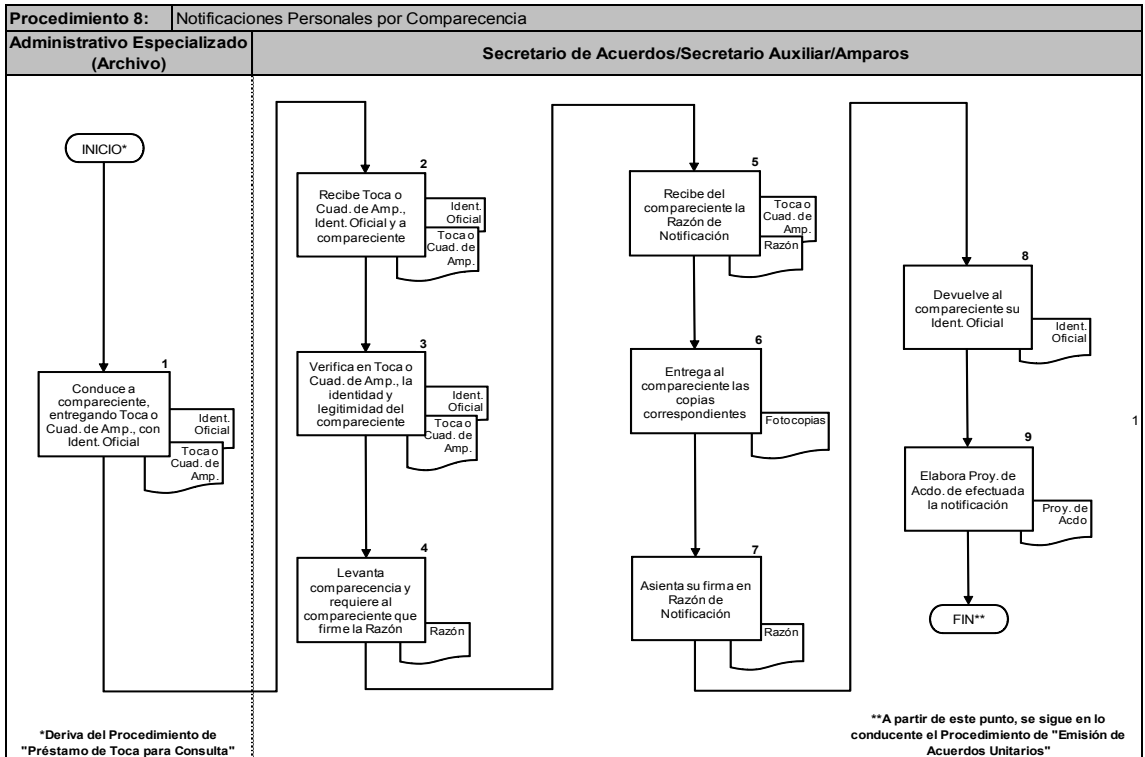 Procedimiento 8: Notificaciones Personales por Comparecencia
Administrativo Especializado
(Archivo)
Secretario de Acuerdos/Secretario Auxiliar/Amparos
INICIO*
1
Conduce a
compareciente,
entregando Toca o
Cuad. de Amp., con
Ident. Oficial
Ident.
Oficial
Toca o
Cuad. de
Amp.
*Deriva del Procedimiento de
"Préstamo de Toca para Consulta"
2
Recibe Toca o
Cuad. de Amp.,
Ident. Oficial y a
compareciente
Ident.
Oficial
Toca o
Cuad. de
Amp.
3
Verifica en Toca o
Cuad. de Amp., la
identidad y
legitimidad del
compareciente
Ident.
Oficial
Toca o
Cuad. de
Amp.
4
Levanta
comparecencia y
requiere al
compareciente que
firme la Razón
Razón
5
Recibe del
compareciente la
Razón de
Notificación
Toca o
Cuad. de
Amp.
Razón
6
Entrega al
compareciente las
copias
correspondientes
Fotocopias
7
Asienta su firma en
Razón de
Notificación
Razón
8
Devuelve al
compareciente su
Ident. Oficial
Ident.
Oficial
9
Elabora Proy. de
Acdo. de efectuada
la notificación
Proy. de
Acdo
FIN**
**A partir de este punto, se sigue en lo
conducente el Procedimiento de "Emisión de
Acuerdos Unitarios"
1